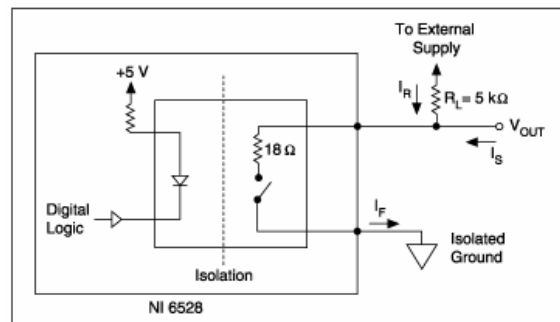 To External
Supply
+5 V
I_R
R_L = 5 kΩ
V_OUT
I_S
18 Ω
Digital
Logic
I_F
Isolated
Ground
Isolation
NI 6528